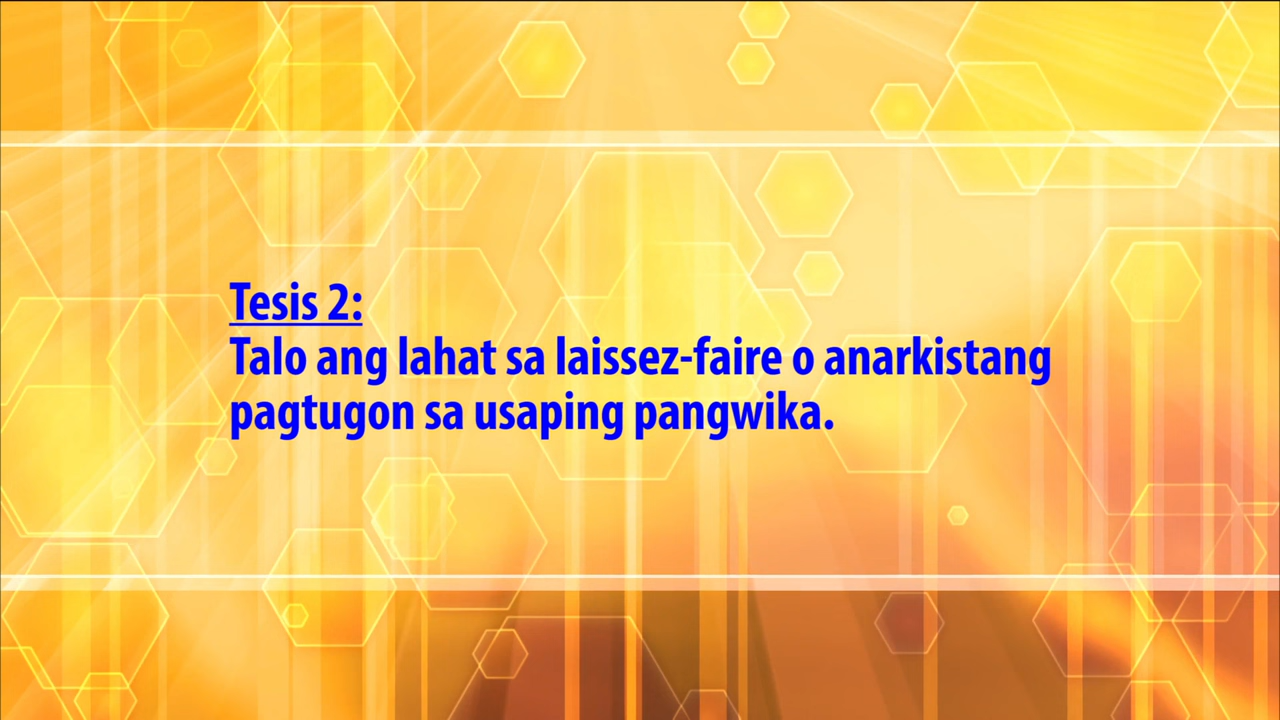 Tesis 2:
Talo ang lahat sa laissez-faire o anarkistang
pagtugon sa usaping pangwika.